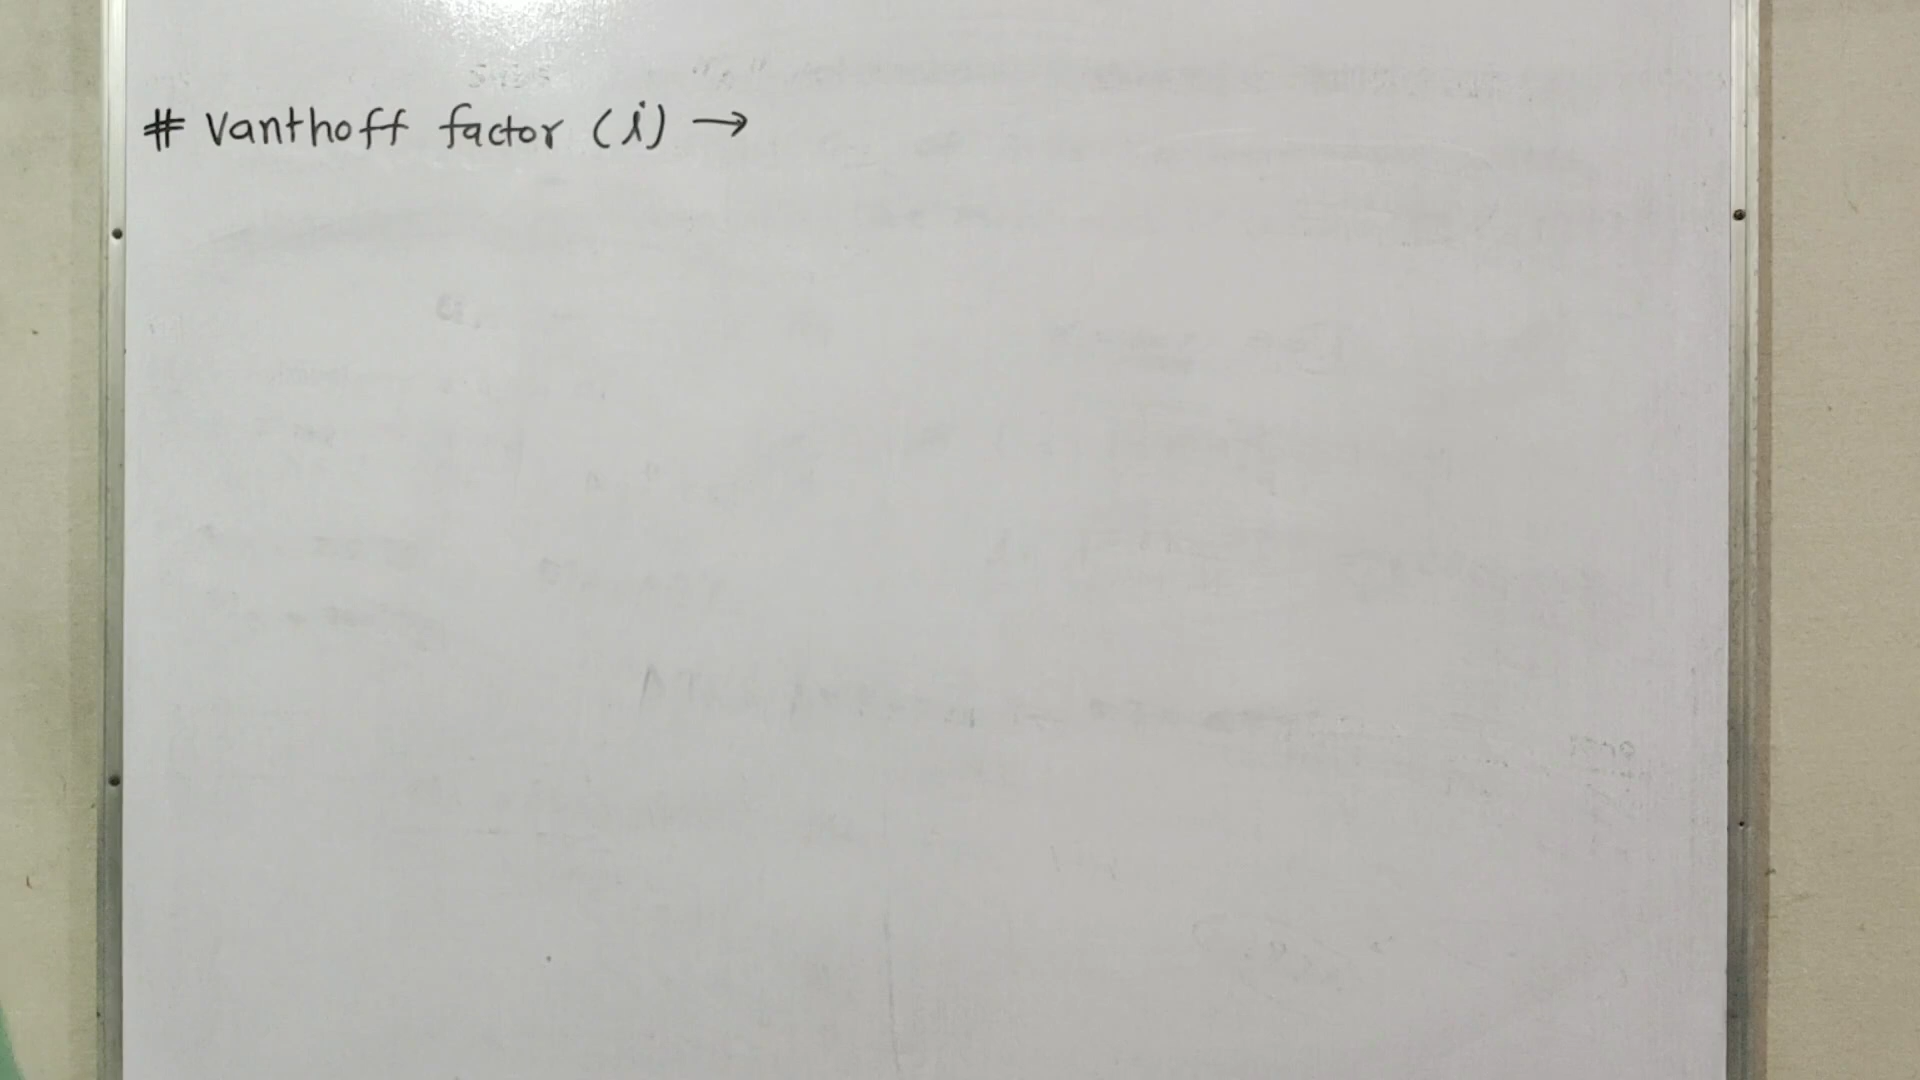 # Vanthoff factor (i) →